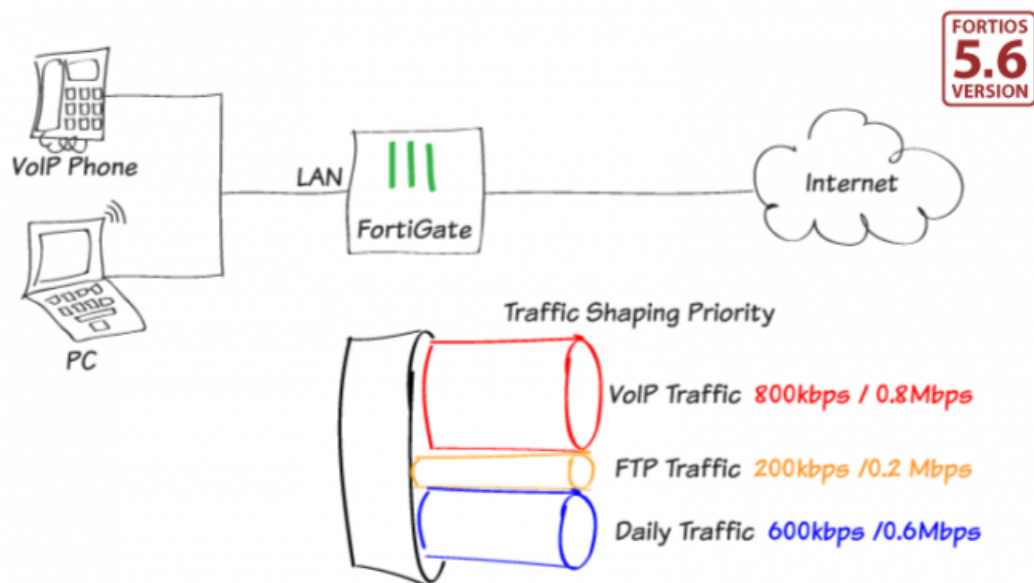 FORTIOS
5.6
VERSION
VoIP Phone
LAN
FortiGate
Internet
PC
Traffic Shaping Priority
VoIP Traffic 800kbps / 0.8Mbps
FTP Traffic 200kbps /0.2 Mbps
Daily Traffic 600kbps /0.6Mbps